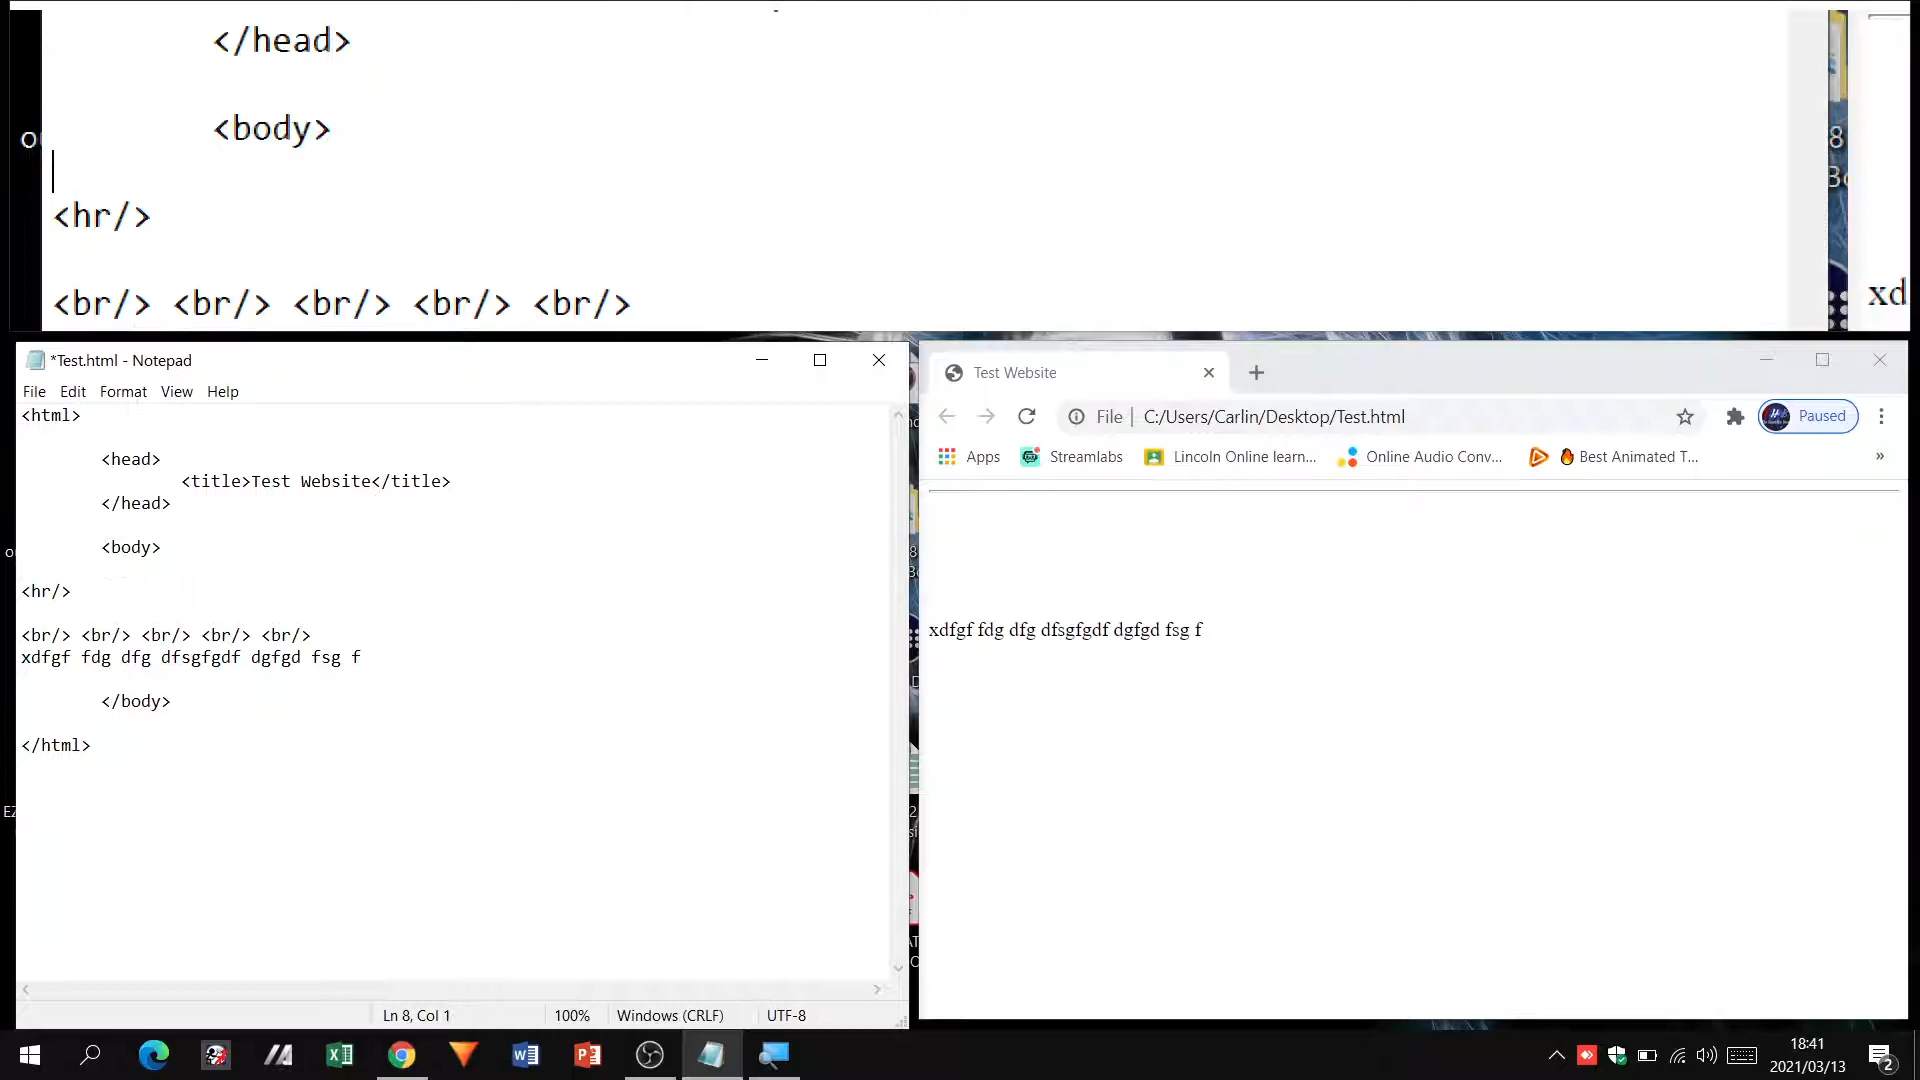 </head>
<body>
<hr/>
<br/> <br/> <br/> <br/> <br/>
8
xd
*Test.html - Notepad
File Edit Format View Help
<html>
<head>
<title>Test Website</title>
</head>
<body>
<hr/>
<br/> <br/> <br/> <br/> <br/>
xdfgf fdg dfg dfsgfgdf dgfgd fsg f
</body>
</html>
Ln 8, Col 1 100% Windows (CRLF) UTF-8
Test Website
File C:/Users/Carlin/Desktop/Test.html Paused
Apps Streamlabs Lincoln Online learn... Online Audio Conv... Best Animated T... »
xdfgf fdg dfg dfsgfgdf dgfgd fsg f
18:41
2021/03/13
2